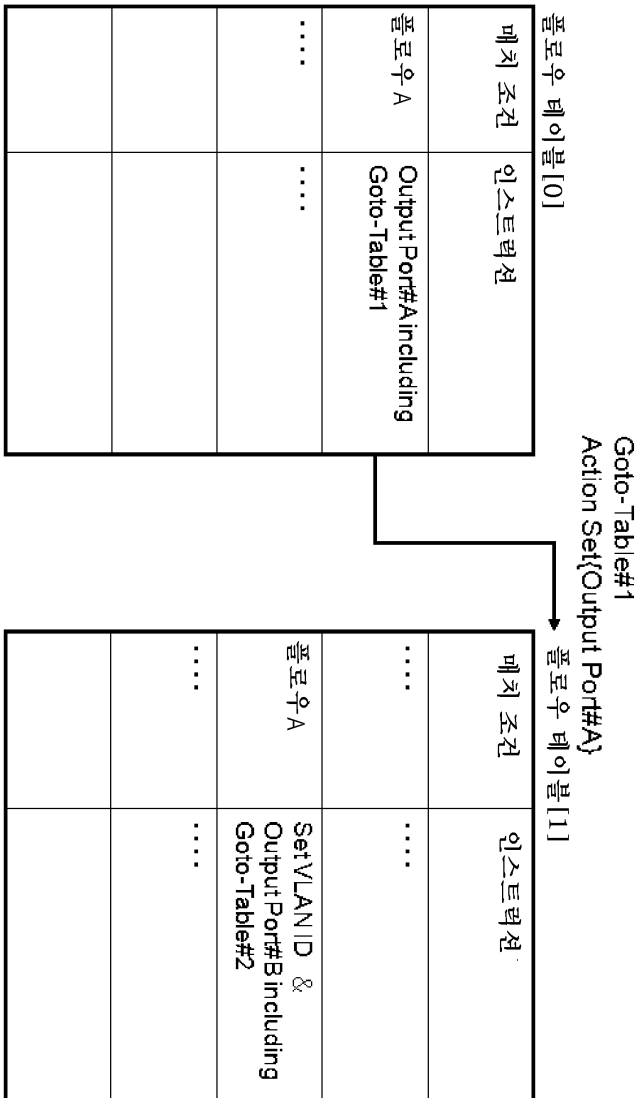 플로우 테이블[0]
매치 조건
인스트럭션
플로우 A
Output Port#A including
Goto-Table#1
....
....
Goto-Table#1
Action Set{Output Port#A}
플로우 테이블[1]
매치 조건
인스트럭션
....
....
플로우 A
Set VLAN ID &
Output Port#B including
Goto-Table#2
....
....